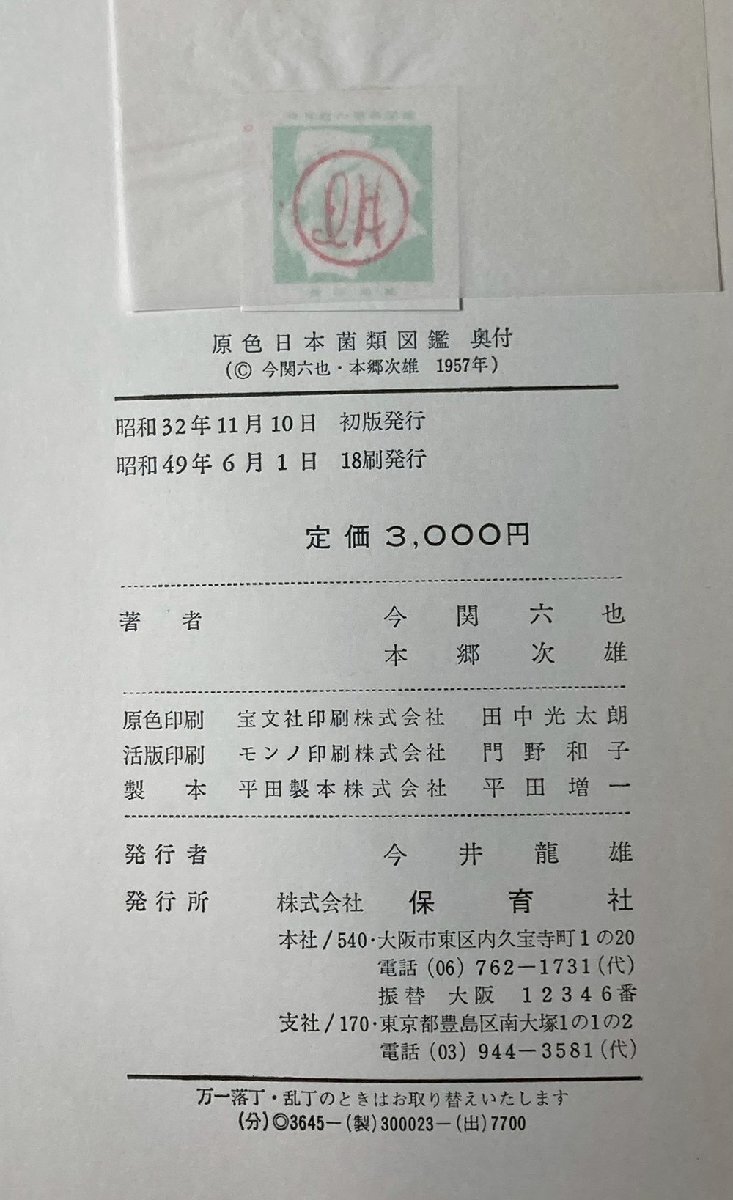 原色日本菌類図鑑 奥付
(© 今関六也・本郷次雄 1957年)
昭和32年11月10日 初版発行
昭和49年6月1日 18刷発行
定価 3,000円
著者 今関六也
本郷次雄
原色印刷 宝文社印刷株式会社 田中光太朗
活版印刷 モンノ印刷株式会社 門野和子
製本 平田製本株式会社 平田増一
発行者 今井龍雄
発行所 株式会社 保育社
本社/540・大阪市東区内久宝寺町1の20
電話(06)762-1731(代)
振替 大阪 12346番
支社/170・東京都豊島区南大塚1の1の2
電話(03)944-3581(代)
万一落丁・乱丁のときはお取り替えいたします
(分)◎3645-(製)300023-(出)7700